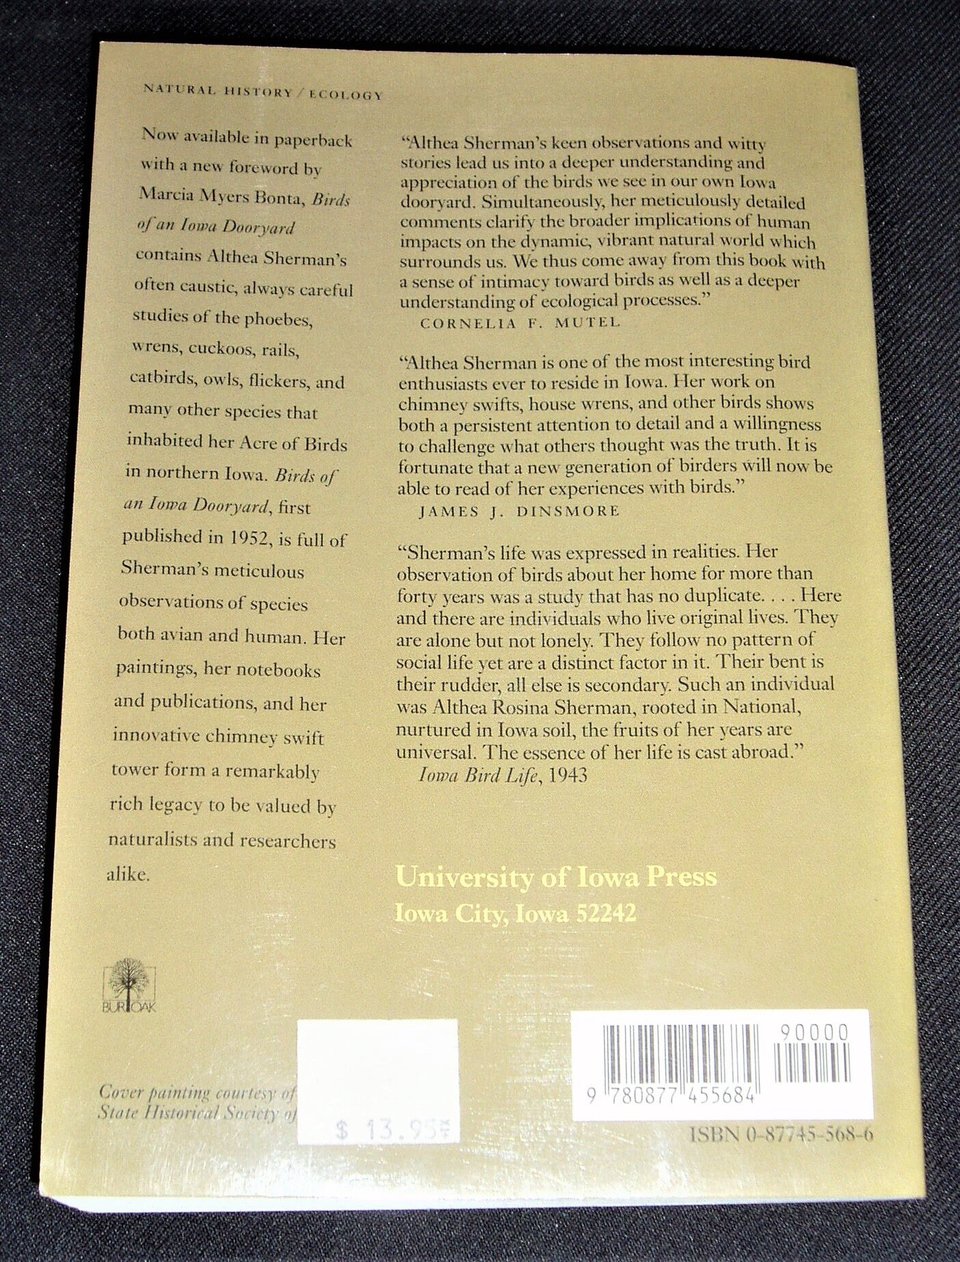 NATURAL HISTORY / ECOLOGY
Now available in paperback
with a new foreword by
Marcia Myers Bonta, Birds
of an Iowa Dooryard
contains Althea Sherman's
often caustic, always careful
studies of the phoebes,
wrens, cuckoos, rails,
catbirds, owls, flickers, and
many other species that
inhabited her Acre of Birds
in northern Iowa. Birds of
an Iowa Dooryard, first
published in 1952, is full of
Sherman's meticulous
observations of species
both avian and human. Her
paintings, her notebooks
and publications, and her
innovative chimney swift
tower form a remarkably
rich legacy to be valued by
naturalists and researchers
alike.
“Althea Sherman's keen observations and witty
stories lead us into a deeper understanding and
appreciation of the birds we see in our own Iowa
dooryard. Simultaneously, her meticulously detailed
comments clarify the broader implications of human
impacts on the dynamic, vibrant natural world which
surrounds us. We thus come away from this book with
a sense of intimacy toward birds as well as a deeper
understanding of ecological processes.”
CORNELIA F. MUTEL
“Althea Sherman is one of the most interesting bird
enthusiasts ever to reside in Iowa. Her work on
chimney swifts, house wrens, and other birds shows
both a persistent attention to detail and a willingness
to challenge what others thought was the truth. It is
fortunate that a new generation of birders will now be
able to read of her experiences with birds.”
JAMES J. DINSMORE
“Sherman's life was expressed in realities. Her
observation of birds about her home for more than
forty years was a study that has no duplicate. . . . Here
and there are individuals who live original lives. They
are alone but not lonely. They follow no pattern of
social life yet are a distinct factor in it. Their bent is
their rudder, all else is secondary. Such an individual
was Althea Rosina Sherman, rooted in National,
nurtured in Iowa soil, the fruits of her years are
universal. The essence of her life is cast abroad.”
Iowa Bird Life, 1943
University of Iowa Press
Iowa City, Iowa 52242
BUR OAK
Cover painting courtesy of
State Historical Society of
$ 13.95
90000
9 780877 455684
ISBN 0-87745-568-6